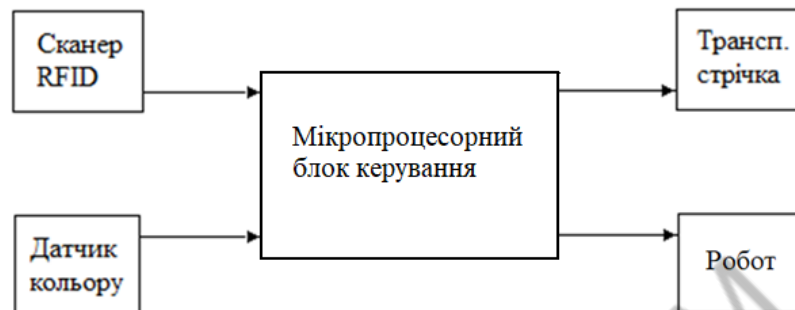 Сканер
RFID
Трансп.
стрічка
Мікропроцесорний
блок керування
Датчик
кольору
Робот